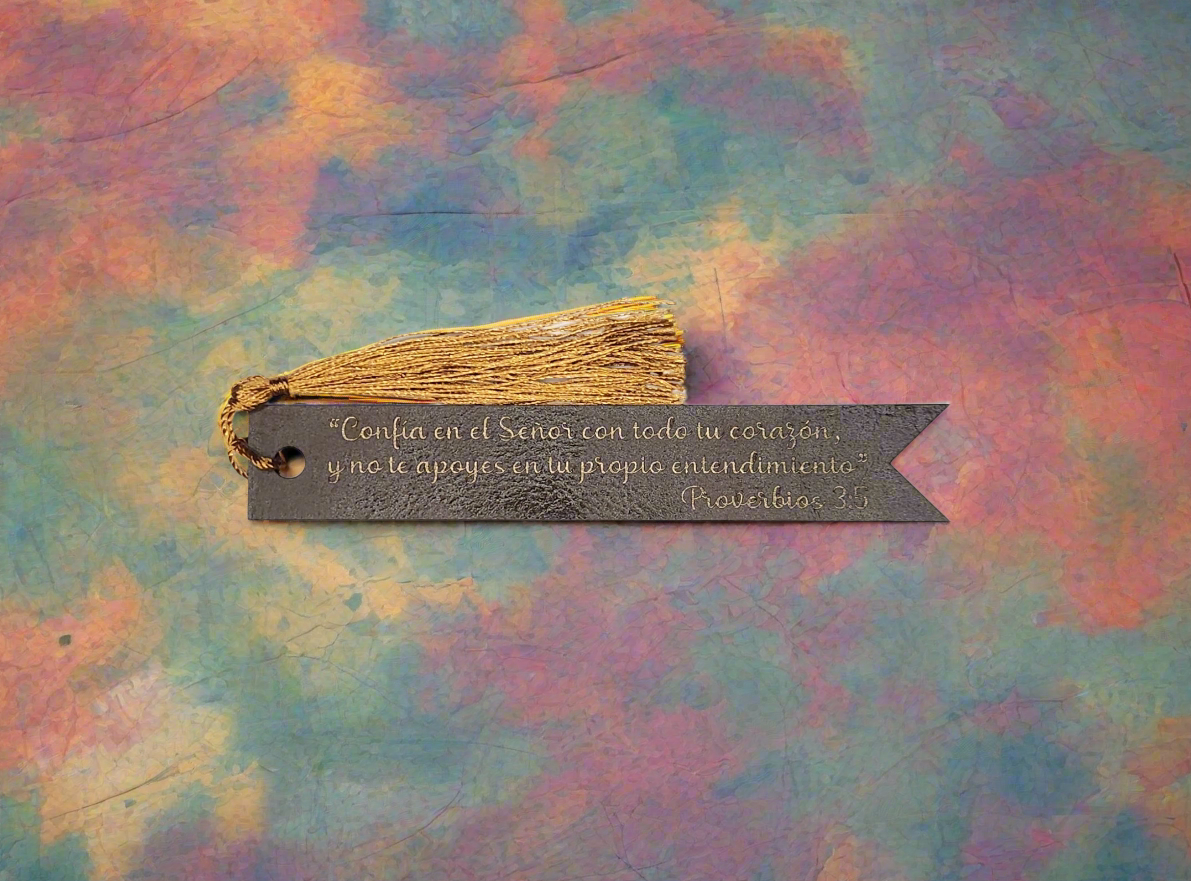 “Confía en el Señor con todo tu corazón,
y no te apoyes en tu propio entendimiento”
Proverbios 3:5